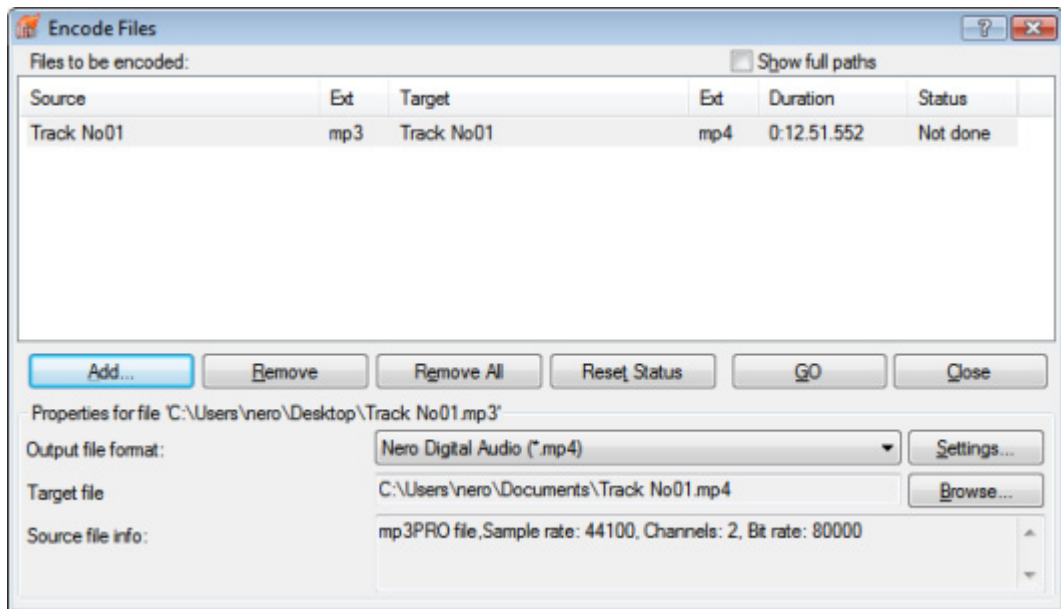 Encode Files
Files to be encoded: Show full paths
Source Ext Target Ext Duration Status
Track No01 mp3 Track No01 mp4 0:12.51.552 Not done
Add... Remove Remove All Reset Status GO Close
Properties for file 'C:\Users\nero\Desktop\Track No01.mp3'
Output file format: Nero Digital Audio (*.mp4) Settings...
Target file C:\Users\nero\Documents\Track No01.mp4 Browse...
Source file info: mp3PRO file,Sample rate: 44100, Channels: 2, Bit rate: 80000